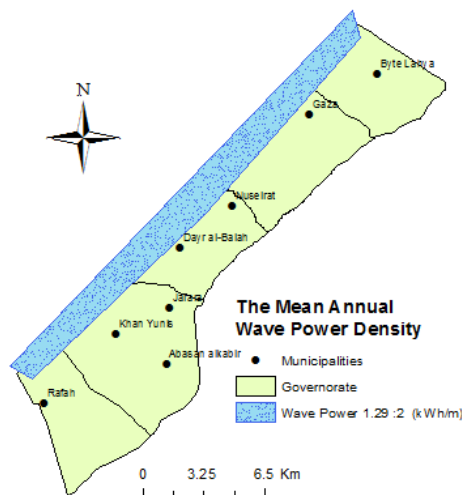 Byte Lahya
N
Gaza
Nuseirat
Dayr al-Balah
Khan Yunis
Abasan alkabir
Rafah
The Mean Annual
Wave Power Density
Municipalities
Governorate
Wave Power 1.29 :2 (kWh/m)
0 3.25 6.5 Km